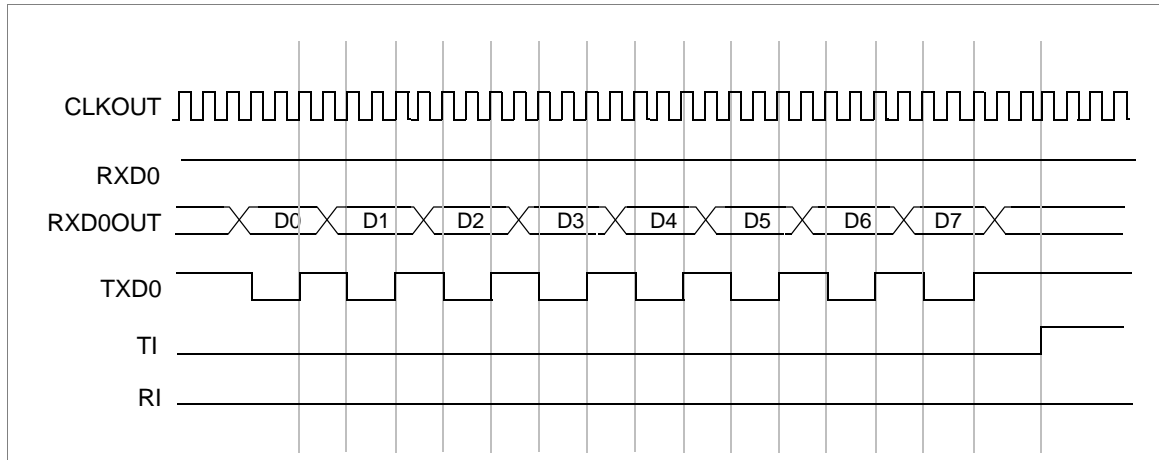 CLKOUT
RXD0
RXD0OUT D0 D1 D2 D3 D4 D5 D6 D7
TXD0
TI
RI